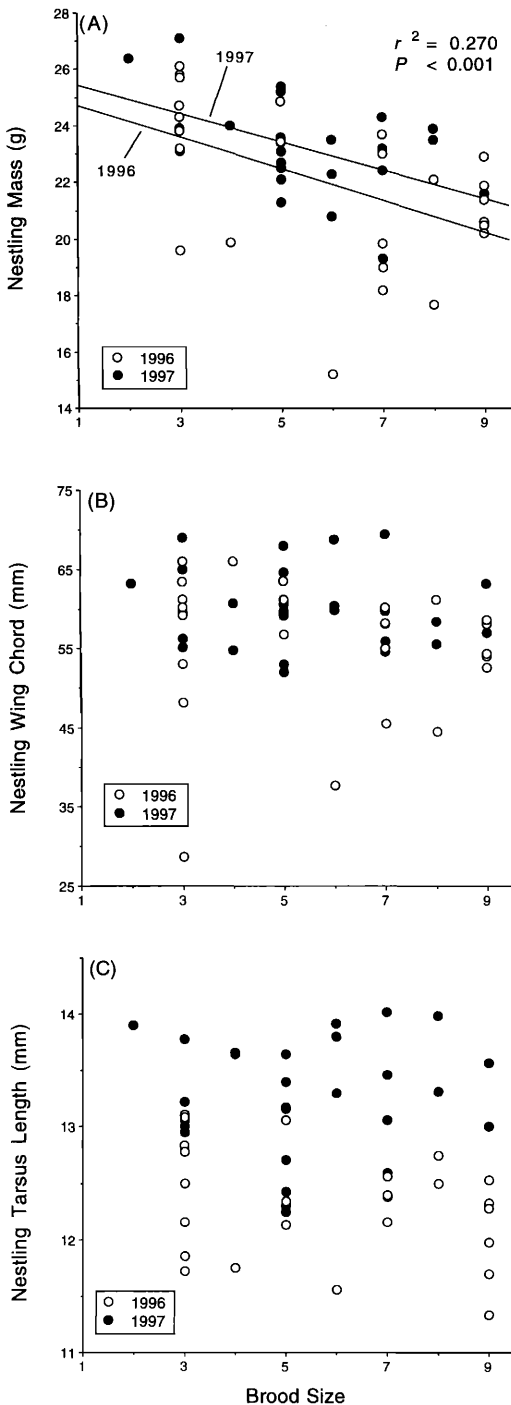 (A)
r 2 = 0.270
P < 0.001
1997
1996
Nestling Mass (g)
28
26
24
22
20
18
16
14
○ 1996
● 1997
1 3 5 7 9
(B)
Nestling Wing Chord (mm)
75
65
55
45
35
25
○ 1996
● 1997
1 3 5 7 9
(C)
Nestling Tarsus Length (mm)
14
13
12
11
○ 1996
● 1997
1 3 5 7 9
Brood Size